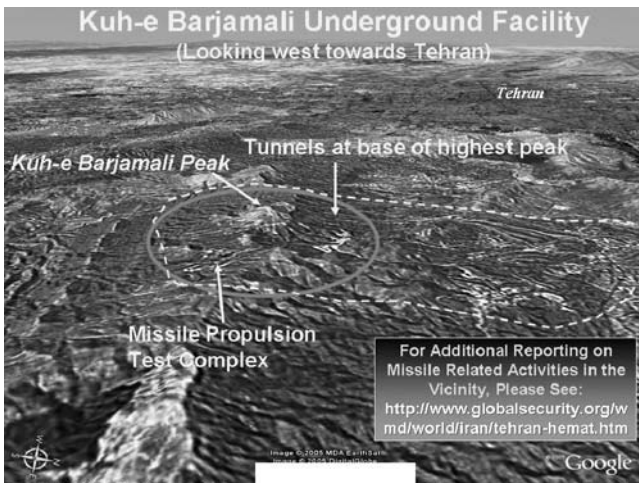 Kuh-e Barjamali Underground Facility
(Looking west towards Tehran)
Tehran
Tunnels at base of highest peak
Kuh-e Barjamali Peak
Missile Propulsion
Test Complex
For Additional Reporting on
Missile Related Activities in the
Vicinity, Please See:
http://www.globalsecurity.org/w
md/world/iran/tehran-hemat.htm
Image © 2005 MDA EarthSat
Image © 2005 DigitalGlobe
Google